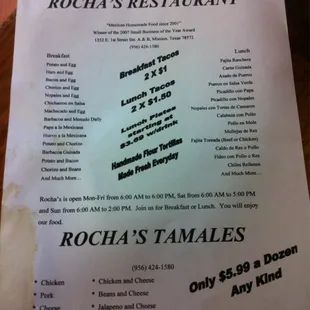 ROCHA'S RESTAURANT
"Mexican Homemade Food since 2001"
Winner of the 2007 Small Business of the Year Award
1332 E. 1st Street Ste. A & B, Mission, Texas 78572
(956) 424-1580
Breakfast
Potato and Egg
Ham and Egg
Bacon and Egg
Chorizo and Egg
Nopales and Egg
Chicharron en Salsa
Machacado and Egg
Barbacoa and Menudo Daily
Papa a la Mexicana
Huevo a la Mexicana
Potato and Chorizo
Barbacoa Guisada
Potato and Bacon
Chorizo and Beans
And Much More…
Breakfast Tacos
2 X $1
Lunch Tacos
2 X $1.50
Lunch Plates
starting at
w/drink
Handmade Flour Tortillas
Made Fresh Everyday
Lunch
Fajita Ranchera
Carne Guisada
Asado de Puerco
Puerco en Salsa Verde
Picadillo con Papa
Picadillo con Nopales
Nopales con Tortas de Camaron
Calabaza con Pollo
Pollo en Mole
Mollejas de Res
Fajita Tostada (Beef or Chicken)
Caldo de Res o Pollo
Fideo con Pollo o Res
Chiles Rellenos
And Much More…
Rocha's is open Mon-Fri from 6:00 AM to 6:00 PM, Sat from 6:00 AM to 5:00 PM
and Sun from 6:00 AM to 2:00 PM. Join us for Breakfast or Lunch. You will enjoy
our food.
ROCHA'S TAMALES
(956) 424-1580
• Chicken
• Pork
• Cheese
• Chicken and Cheese
• Beans and Cheese
• Jalapeno and Cheese
Only $5.99 a Dozen
Any Kind